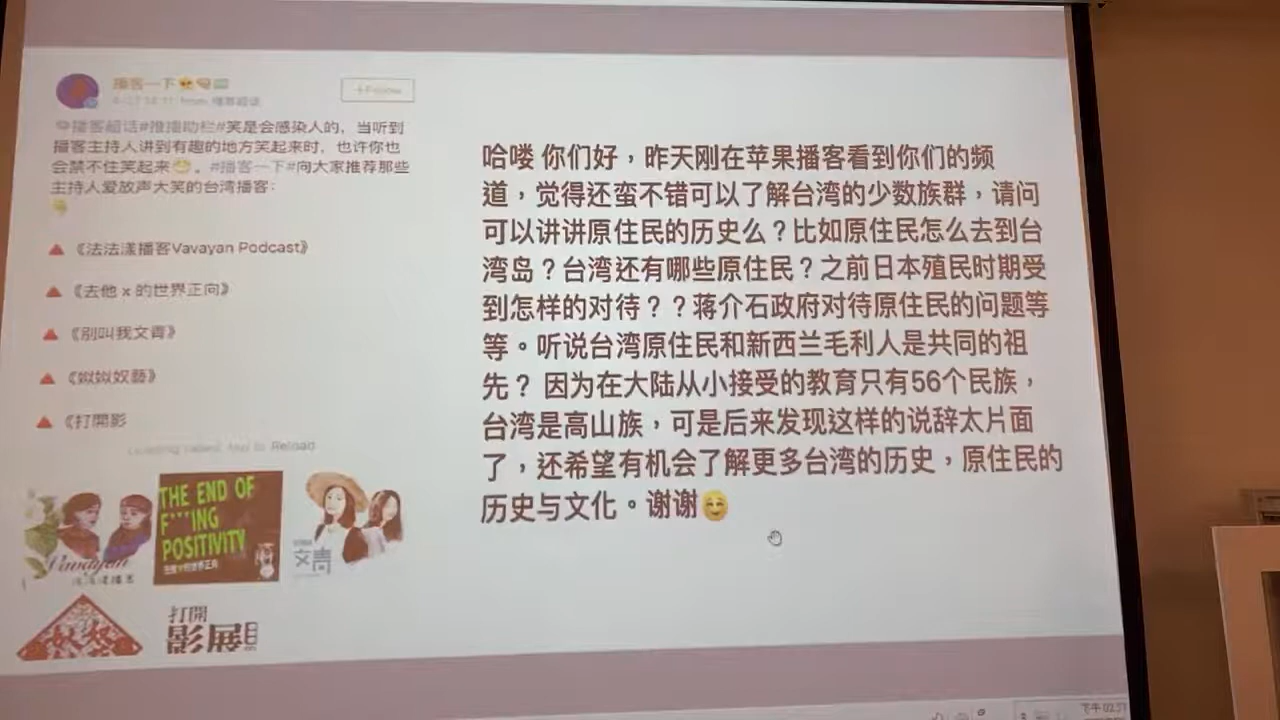 播客一下
+Follow
播客超话#推播助栏#笑是会感染人的，当听到
播客主持人讲到有趣的地方笑起来时，也许你也
会禁不住笑起来。#播客一下#向大家推荐那些
主持人爱放声大笑的台湾播客：
《法法漾播客Vavayan Podcast》
《去他 x 的世界正向》
《别叫我文青》
《姒姒奴藝》
《打開影
Reload
THE END OF
F***ING
POSITIVITY
Vavayan
文青
打開
影展
哈喽 你们好，昨天刚在苹果播客看到你们的频
道，觉得还蛮不错可以了解台湾的少数族群，请问
可以讲讲原住民的历史么？比如原住民怎么去到台
湾岛？台湾还有哪些原住民？之前日本殖民时期受
到怎样的对待？？蒋介石政府对待原住民的问题等
等。听说台湾原住民和新西兰毛利人是共同的祖
先？ 因为在大陆从小接受的教育只有56个民族，
台湾是高山族，可是后来发现这样的说辞太片面
了，还希望有机会了解更多台湾的历史，原住民的
历史与文化。谢谢